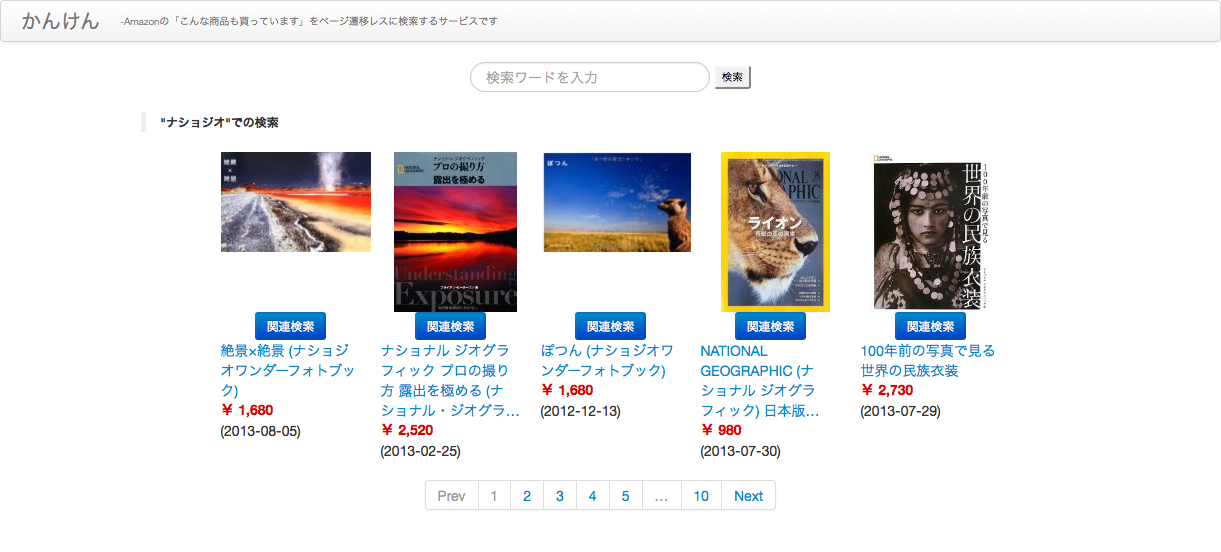 かんけん
-Amazonの「こんな商品も買っています」をページ遷移レスに検索するサービスです
検索ワードを入力
検索
"ナショジオ"での検索
絶景
×
絶景
ナショナル ジオグラフィック
プロの撮り方
露出を極める
Understanding
Exposure
ぽつん
NATIONAL GEOGRAPHIC
8
ライオン
100年前の写真で見る
世界の民族衣装
関連検索
関連検索
関連検索
関連検索
関連検索
絶景×絶景 (ナショジ
オワンダーフォトブッ
ク)
¥ 1,680
(2013-08-05)
ナショナル ジオグラ
フィック プロの撮り
方 露出を極める (ナ
ショナル・ジオグラ…
¥ 2,520
(2013-02-25)
ぽつん (ナショジオワ
ンダーフォトブック)
¥ 1,680
(2012-12-13)
NATIONAL
GEOGRAPHIC (ナ
ショナル ジオグラ
フィック) 日本版…
¥ 980
(2013-07-30)
100年前の写真で見る
世界の民族衣装
¥ 2,730
(2013-07-29)
Prev 1 2 3 4 5 … 10 Next